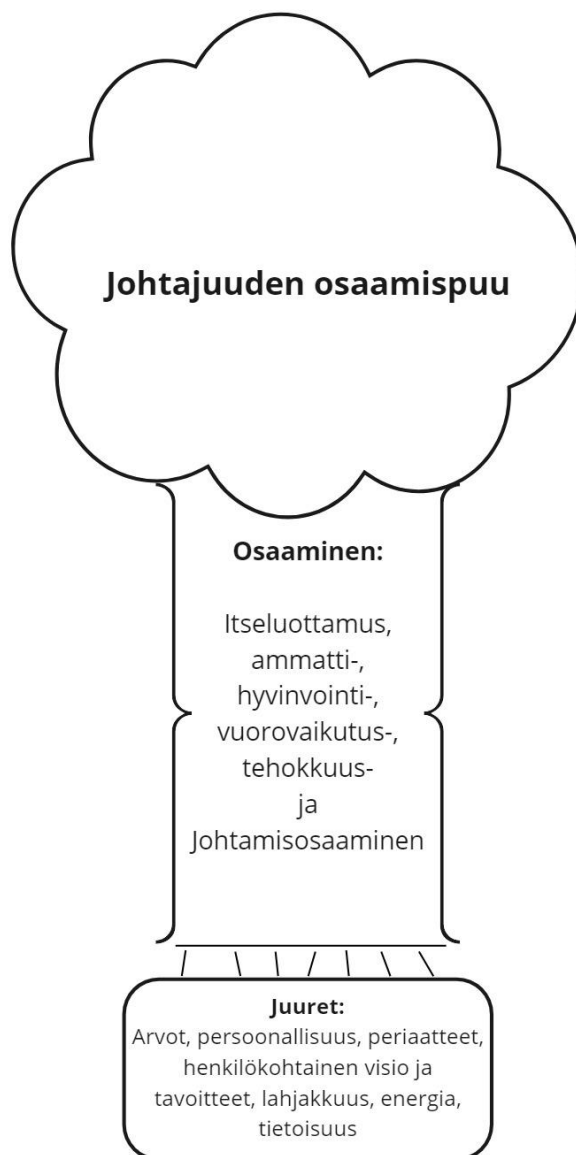 Johtajuuden osaamispuu
Osaaminen:
Itseluottamus,
ammatti-,
hyvinvointi-,
vuorovaikutus-,
tehokkuus-
ja
Johtamisosaaminen
Juuret:
Arvot, persoonallisuus, periaatteet,
henkilökohtainen visio ja
tavoitteet, lahjakkuus, energia,
tietoisuus